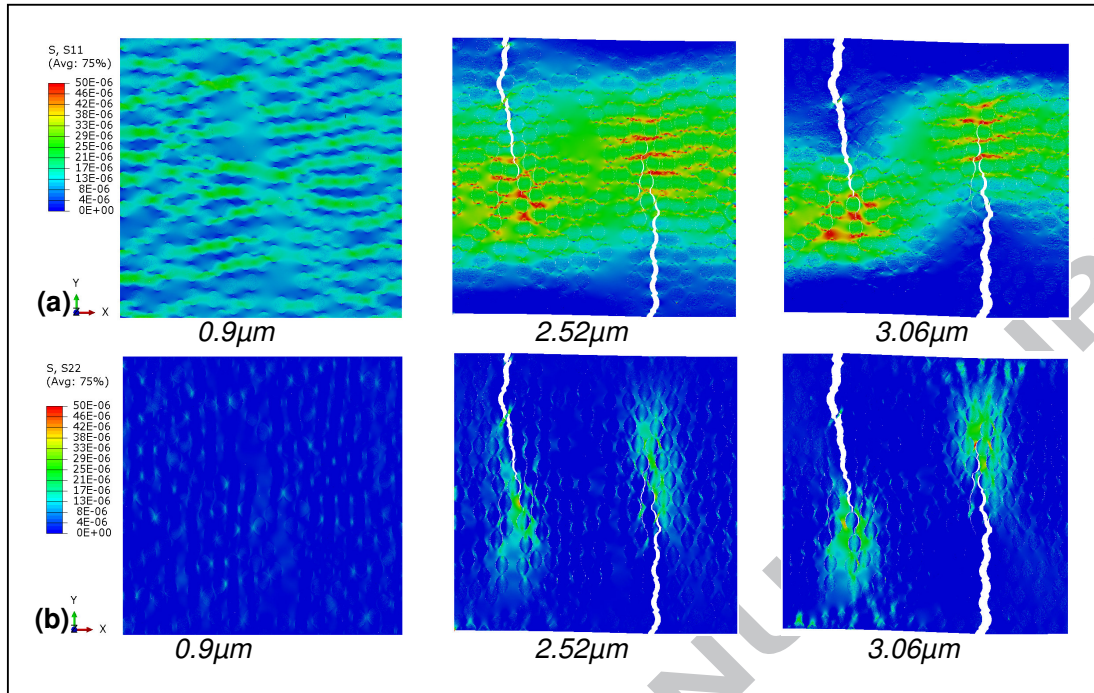 S, S11
(Avg: 75%)
50E-06
46E-06
42E-06
38E-06
33E-06
29E-06
25E-06
21E-06
17E-06
13E-06
8E-06
4E-06
0E+00
Y
X
(a)
0.9µm
2.52µm
3.06µm
S, S22
(Avg: 75%)
50E-06
46E-06
42E-06
38E-06
33E-06
29E-06
25E-06
21E-06
17E-06
13E-06
8E-06
4E-06
0E+00
Y
X
(b)
0.9µm
2.52µm
3.06µm